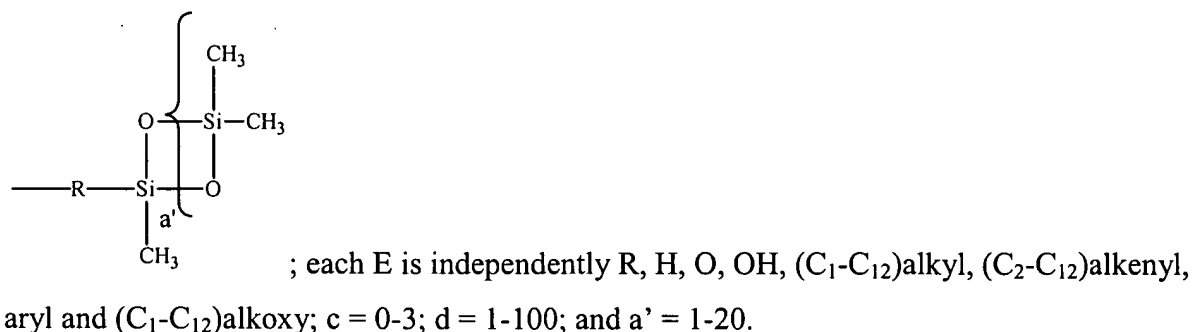 CH₃
O—Si—CH₃
—R—Si—O
a'
CH₃
; each E is independently R, H, O, OH, (C₁-C₁₂)alkyl, (C₂-C₁₂)alkenyl,
aryl and (C₁-C₁₂)alkoxy; c = 0-3; d = 1-100; and a’ = 1-20.